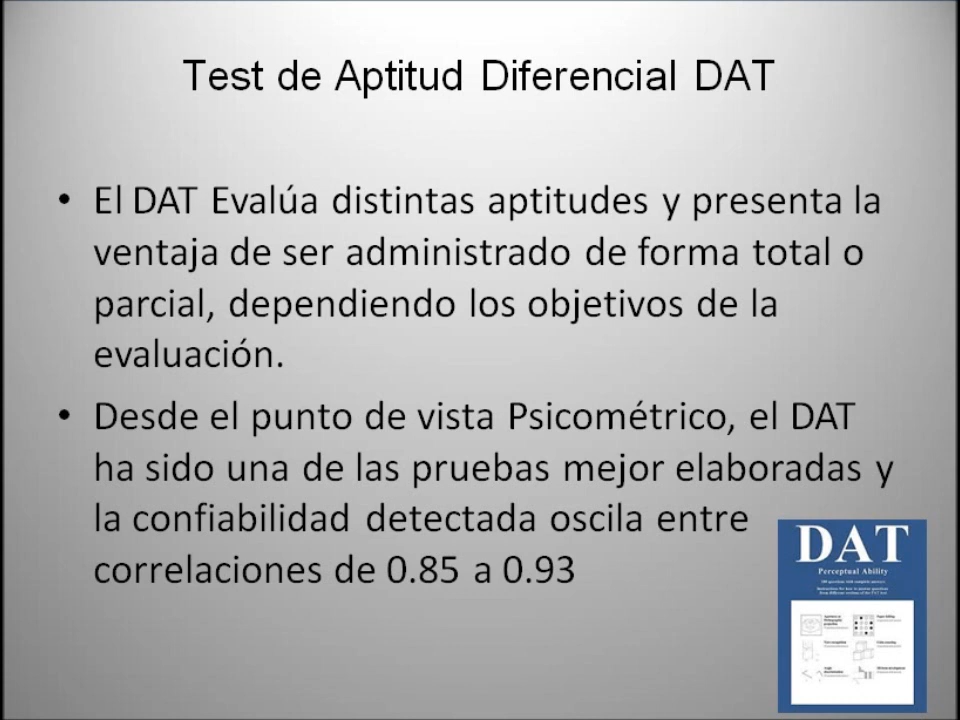 Test de Aptitud Diferencial DAT
• El DAT Evalúa distintas aptitudes y presenta la
ventaja de ser administrado de forma total o
parcial, dependiendo los objetivos de la
evaluación.
• Desde el punto de vista Psicométrico, el DAT
ha sido una de las pruebas mejor elaboradas y
la confiabilidad detectada oscila entre
correlaciones de 0.85 a 0.93
DAT
Perceptual Ability